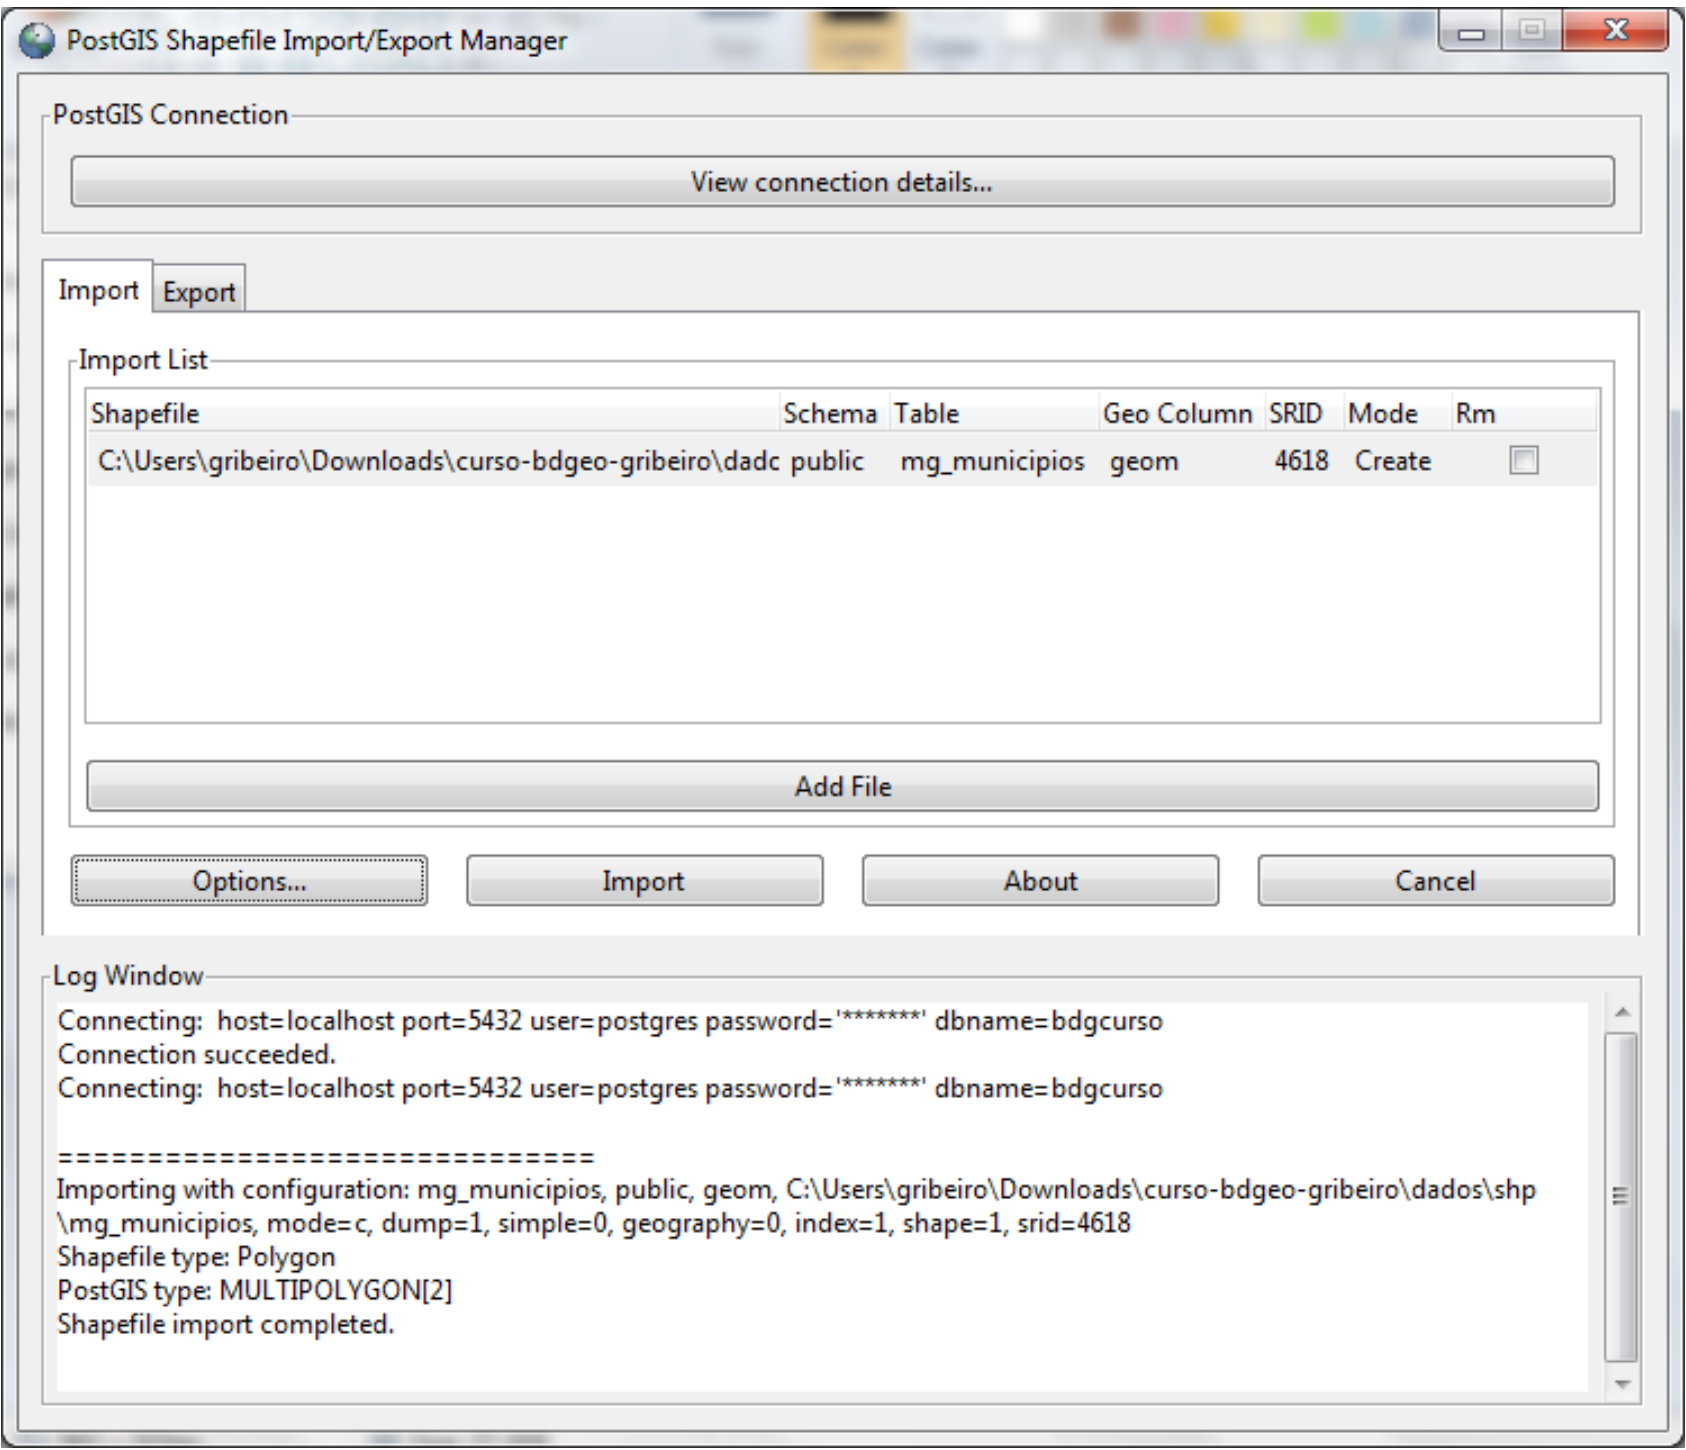 PostGIS Shapefile Import/Export Manager
PostGIS Connection
View connection details...
Import Export
Import List
Shapefile Schema Table Geo Column SRID Mode Rm
C:\Users\gribeiro\Downloads\curso-bdgeo-gribeiro\dadc public mg_municipios geom 4618 Create
Add File
Options... Import About Cancel
Log Window
Connecting: host=localhost port=5432 user=postgres password='*******' dbname=bdgcurso
Connection succeeded.
Connecting: host=localhost port=5432 user=postgres password='*******' dbname=bdgcurso
==============================
Importing with configuration: mg_municipios, public, geom, C:\Users\gribeiro\Downloads\curso-bdgeo-gribeiro\dados\shp
\mg_municipios, mode=c, dump=1, simple=0, geography=0, index=1, shape=1, srid=4618
Shapefile type: Polygon
PostGIS type: MULTIPOLYGON[2]
Shapefile import completed.